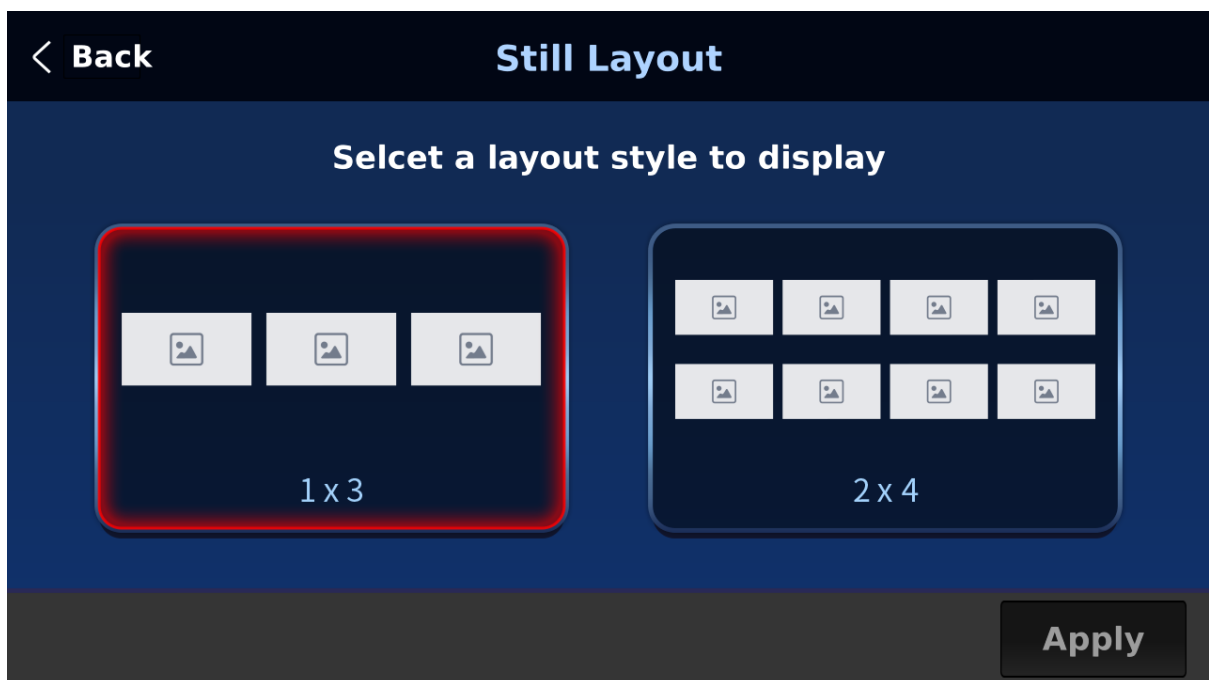 Back
Still Layout
Selcet a layout style to display
1 x 3
2 x 4
Apply